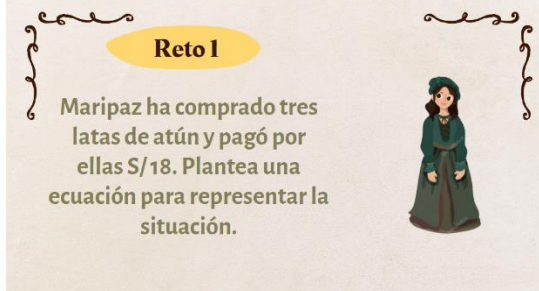 Reto 1
Maripaz ha comprado tres
latas de atún y pagó por
ellas S/18. Plantea una
ecuación para representar la
situación.